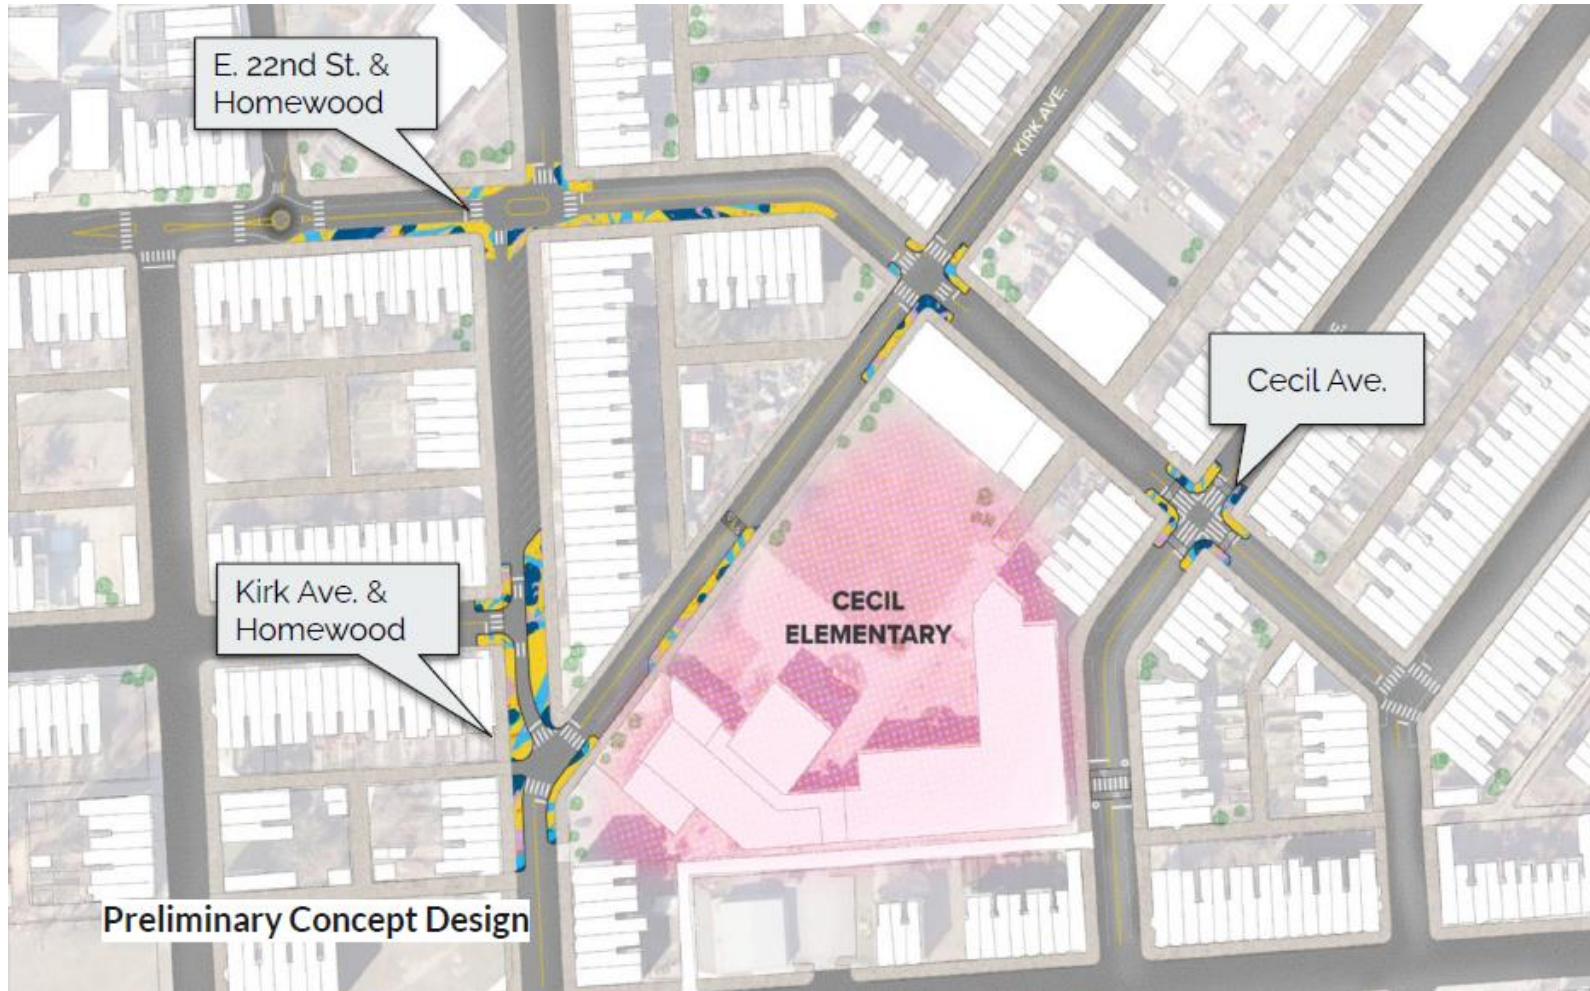 E. 22nd St. &
Homewood
KIRK AVE.
E.
Cecil Ave.
Kirk Ave. &
Homewood
CECIL
ELEMENTARY
Preliminary Concept Design